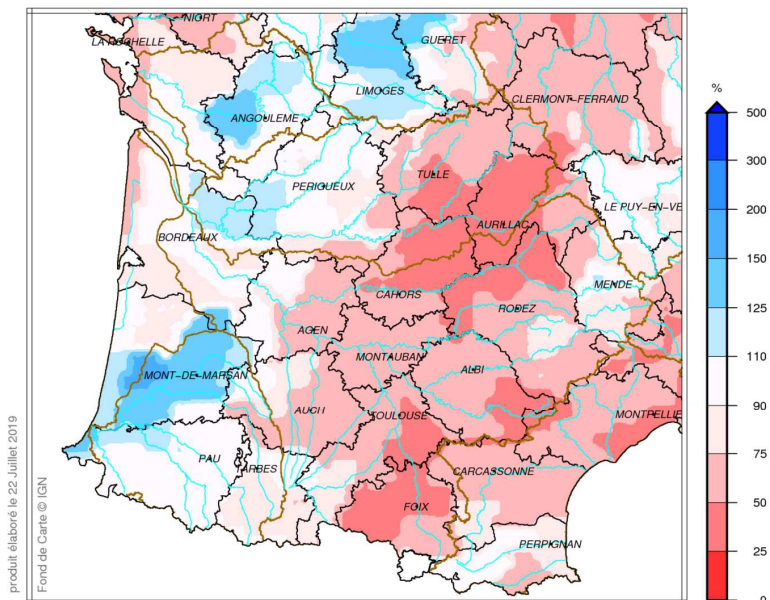 NIORT
LA ROCHELLE
GUERET
LIMOGES
CLERMONT-FERRAND
ANGOULEME
TULLE
PERIGUEUX
LE PUY-EN-VE
AURILLAC
BORDEAUX
MENDE
CAHORS
RODEZ
AGEN
MONTAUBAN
ALBI
MONT-DE-MARSAN
AUCH
TOULOUSE
MONTPELLIE
PAU
TARBES
CARCASSONNE
FOIX
PERPIGNAN
%
500
300
200
150
125
110
90
75
50
25
0
produit élaboré le 22 Juillet 2019
Fond de Carte © IGN